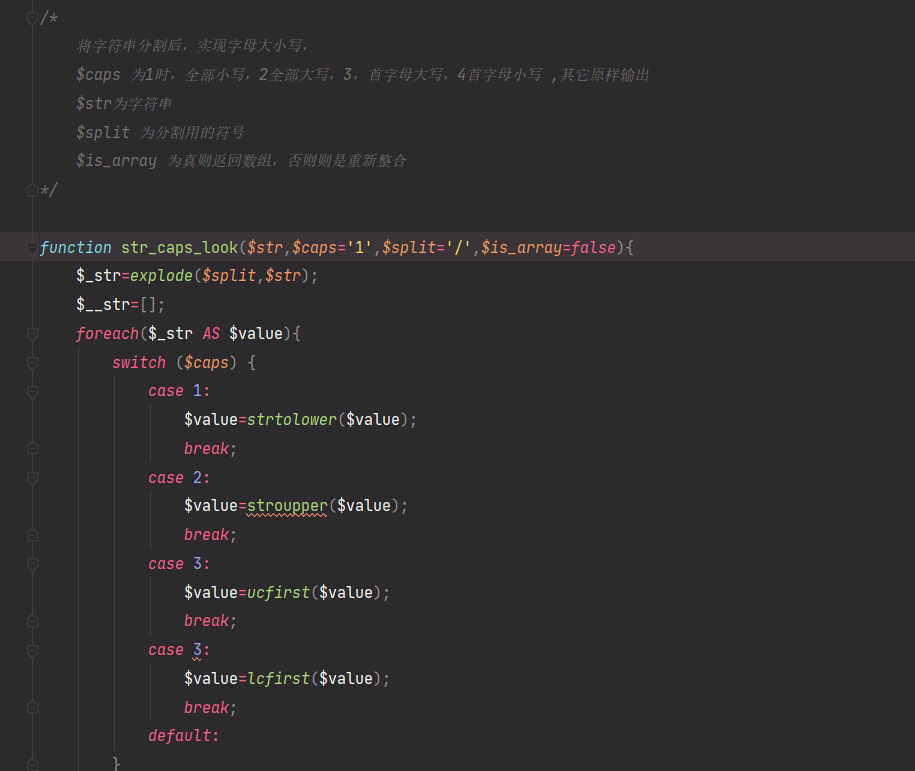 /*
将字符串分割后，实现字母大小写，
$caps 为1时，全部小写，2全部大写，3，首字母大写，4首字母小写 ,其它原样输出
$str为字符串
$split 为分割用的符号
$is_array 为真则返回数组，否则则是重新整合
*/
function str_caps_look($str,$caps='1',$split='/',$is_array=false){
$_str=explode($split,$str);
$__str=[];
foreach($_str AS $value){
switch ($caps) {
case 1:
$value=strtolower($value);
break;
case 2:
$value=stroupper($value);
break;
case 3:
$value=ucfirst($value);
break;
case 3:
$value=lcfirst($value);
break;
default:
}